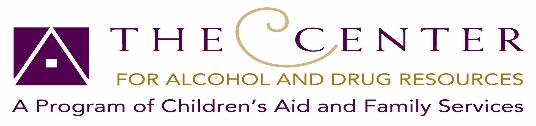 THE CENTER
FOR ALCOHOL AND DRUG RESOURCES
A Program of Children's Aid and Family Services